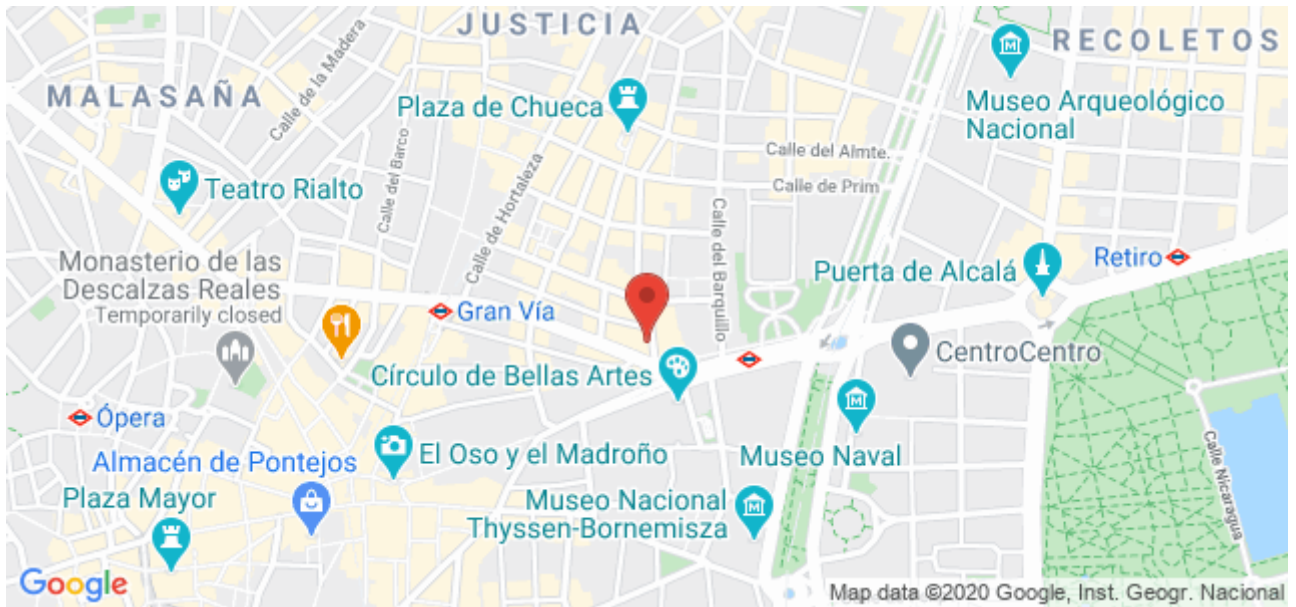 JUSTICIA
RECOLETOS
MALASAÑA
Calle de la Madera
Plaza de Chueca
Museo Arqueológico
Nacional
Calle del Almte.
Calle de Prim
Teatro Rialto
Calle del Barco
Calle de Hortaleza
Calle del Barquillo
Monasterio de las
Descalzas Reales
Temporarily closed
Puerta de Alcalá
Retiro
Gran Vía
CentroCentro
Círculo de Bellas Artes
Ópera
El Oso y el Madroño
Museo Naval
Almacén de Pontejos
Plaza Mayor
Museo Nacional
Thyssen-Bornemisza
Calle Nicaragua
Google
Map data ©2020 Google, Inst. Geogr. Nacional